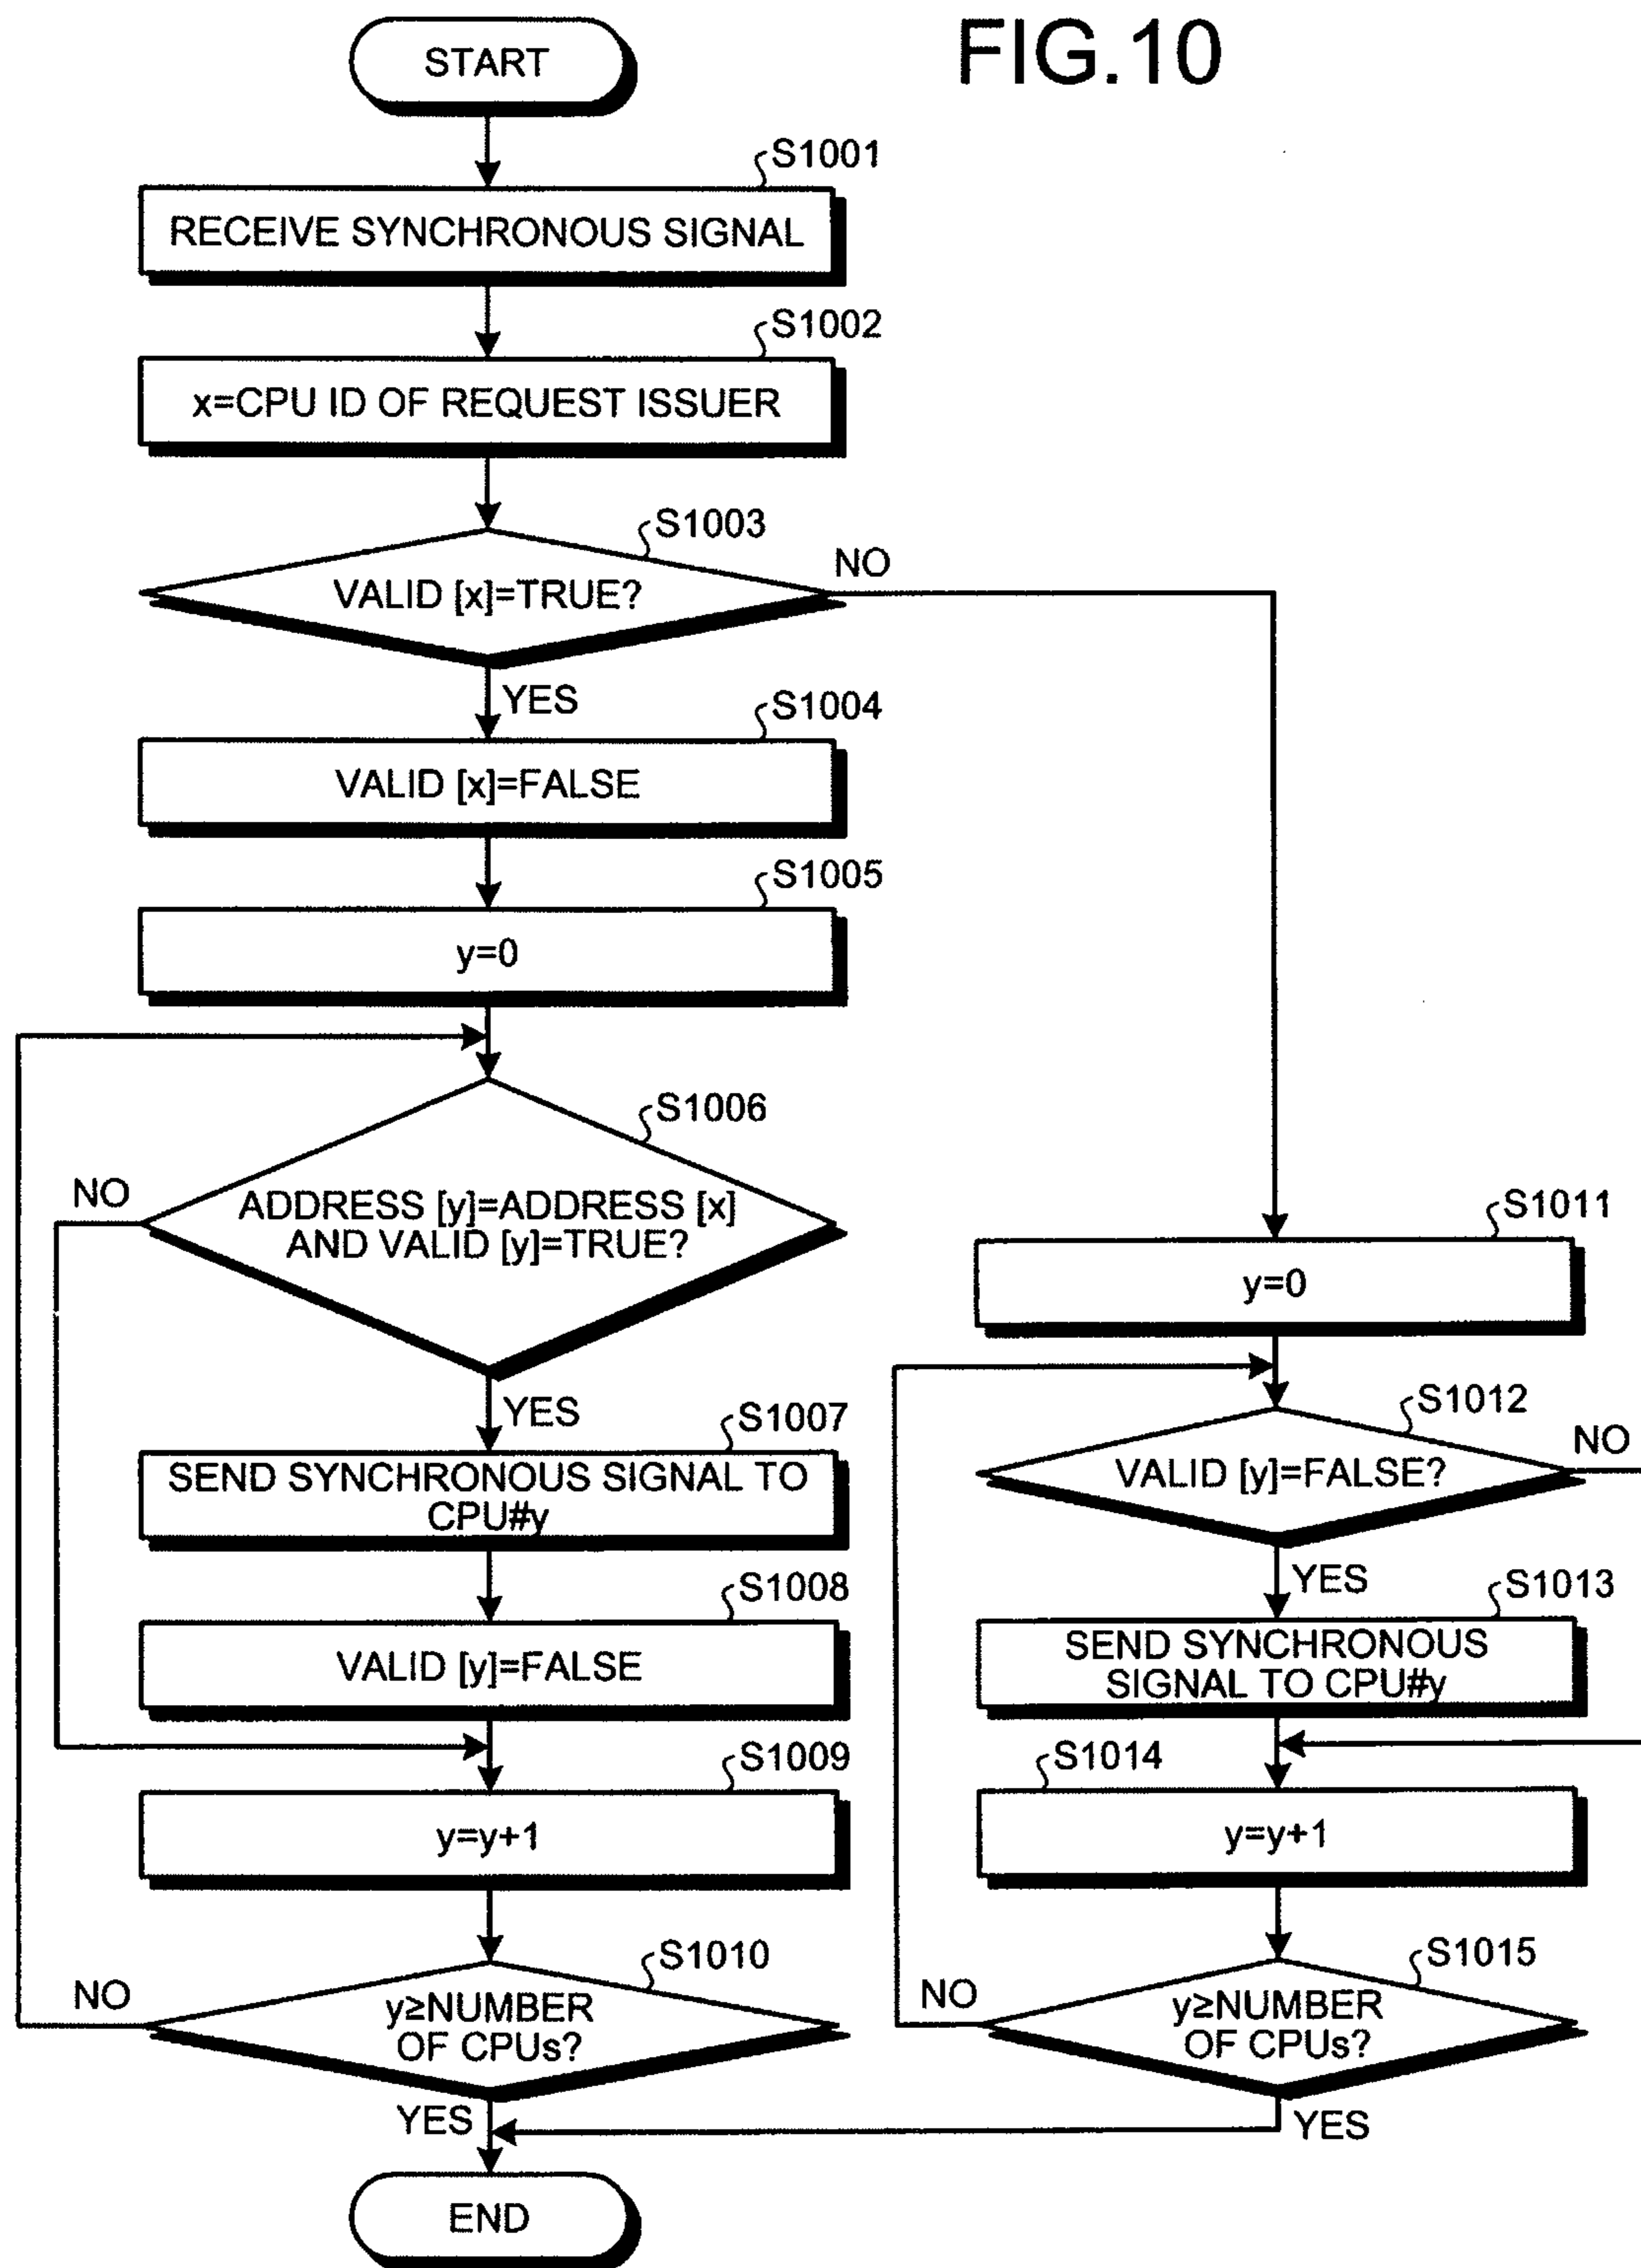 FIG.10
START
S1001
RECEIVE SYNCHRONOUS SIGNAL
S1002
x=CPU ID OF REQUEST ISSUER
S1003
VALID [x]=TRUE?
NO
YES
S1004
VALID [x]=FALSE
S1005
y=0
S1006
NO
ADDRESS [y]=ADDRESS [x]
AND VALID [y]=TRUE?
YES
S1007
SEND SYNCHRONOUS SIGNAL TO
CPU#y
S1008
VALID [y]=FALSE
S1009
y=y+1
S1010
NO
y≥NUMBER
OF CPUs?
YES
S1011
y=0
S1012
NO
VALID [y]=FALSE?
YES
S1013
SEND SYNCHRONOUS
SIGNAL TO CPU#y
S1014
y=y+1
S1015
NO
y≥NUMBER
OF CPUs?
YES
END